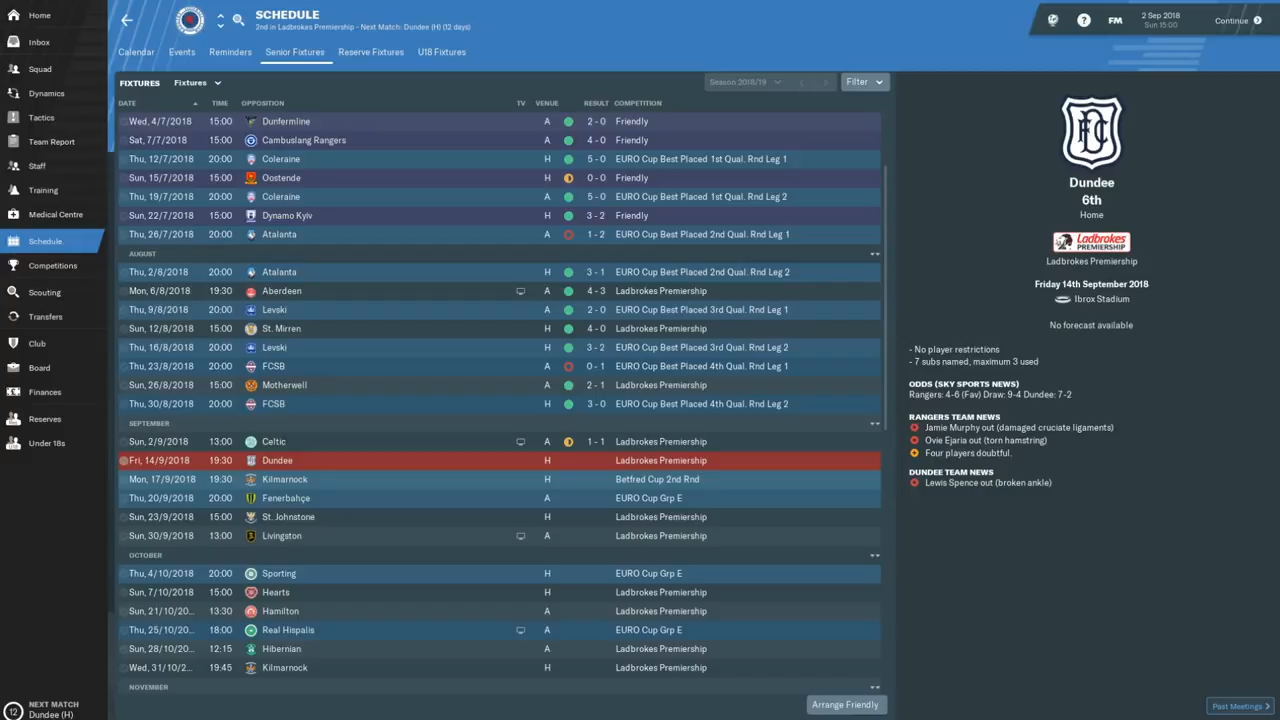 Home
Inbox
Squad
Dynamics
Tactics
Team Report
Staff
Training
Medical Centre
Schedule
Competitions
Scouting
Transfers
Club
Board
Finances
Reserves
Under 18s
12
NEXT MATCH
Dundee (H)
SCHEDULE
2nd in Ladbrokes Premiership - Next Match: Dundee (H) (12 days)
Calendar Events Reminders Senior Fixtures Reserve Fixtures U18 Fixtures
? FM 2 Sep 2018
Sun 15:00
Continue
FIXTURES Fixtures Season 2018/19 Filter
DATE TIME OPPOSITION TV VENUE RESULT COMPETITION
Wed, 4/7/2018 15:00 Dunfermline A 2 - 0 Friendly
Sat, 7/7/2018 15:00 Cambuslang Rangers A 4 - 0 Friendly
Thu, 12/7/2018 15:00 Coleraine H 5 - 0 EURO Cup Best Placed 1st Qual. Rnd Leg 1
Sun, 15/7/2018 15:00 Oostende H 0 - 0 Friendly
Thu, 19/7/2018 20:00 Coleraine A 5 - 0 EURO Cup Best Placed 1st Qual. Rnd Leg 2
Sun, 22/7/2018 15:00 Dynamo Kyiv H 3 - 2 Friendly
Thu, 26/7/2018 20:00 Atalanta A 1 - 2 EURO Cup Best Placed 2nd Qual. Rnd Leg 1
AUGUST
Thu, 2/8/2018 20:00 Atalanta H 3 - 1 EURO Cup Best Placed 2nd Qual. Rnd Leg 2
Mon, 6/8/2018 19:30 Aberdeen A 4 - 3 Ladbrokes Premiership
Thu, 9/8/2018 20:00 Levski H 2 - 0 EURO Cup Best Placed 3rd Qual. Rnd Leg 1
Sun, 12/8/2018 15:00 St. Mirren H 4 - 0 Ladbrokes Premiership
Thu, 16/8/2018 20:00 Levski A 3 - 2 EURO Cup Best Placed 3rd Qual. Rnd Leg 2
Thu, 23/8/2018 20:00 FCSB A 0 - 1 EURO Cup Best Placed 4th Qual. Rnd Leg 1
Sun, 26/8/2018 15:00 Motherwell A 2 - 1 Ladbrokes Premiership
Thu, 30/8/2018 20:00 FCSB H 3 - 0 EURO Cup Best Placed 4th Qual. Rnd Leg 2
SEPTEMBER
Sun, 2/9/2018 13:00 Celtic A 1 - 1 Ladbrokes Premiership
Fri, 14/9/2018 19:30 Dundee H Ladbrokes Premiership
Mon, 17/9/2018 19:30 Kilmarnock H Betfred Cup 2nd Rnd
Thu, 20/9/2018 20:00 Fenerbahçe A EURO Cup Grp E
Sun, 23/9/2018 15:00 St. Johnstone H Ladbrokes Premiership
Sun, 30/9/2018 13:00 Livingston A Ladbrokes Premiership
OCTOBER
Thu, 4/10/2018 20:00 Sporting H EURO Cup Grp E
Sun, 7/10/2018 15:00 Hearts H Ladbrokes Premiership
Sun, 21/10/20... 13:30 Hamilton A Ladbrokes Premiership
Thu, 25/10/20... 18:00 Real Hispalis A EURO Cup Grp E
Sun, 28/10/20... 12:15 Hibernian A Ladbrokes Premiership
Wed, 31/10/2... 19:45 Kilmarnock H Ladbrokes Premiership
NOVEMBER
Arrange Friendly
DFC
Dundee
6th
Home
Ladbrokes
PREMIERSHIP
Ladbrokes Premiership
Friday 14th September 2018
Ibrox Stadium
No forecast available
- No player restrictions
- 7 subs named, maximum 3 used
ODDS (SKY SPORTS NEWS)
Rangers: 4-6 (Fav) Draw: 9-4 Dundee: 7-2
RANGERS TEAM NEWS
Jamie Murphy out (damaged cruciate ligaments)
Ovie Ejaria out (torn hamstring)
Four players doubtful.
DUNDEE TEAM NEWS
Lewis Spence out (broken ankle)
Past Meetings